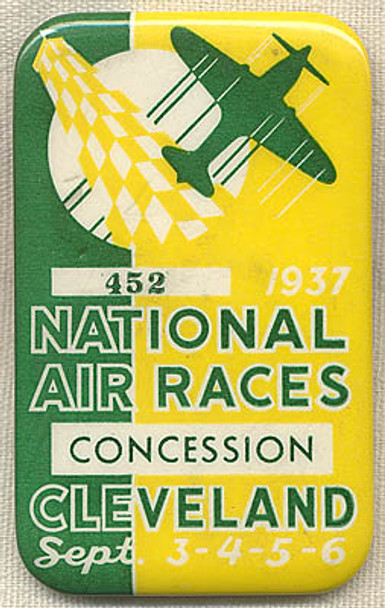 452 1937
NATIONAL
AIR RACES
CONCESSION
CLEVELAND
Sept. 3-4-5-6